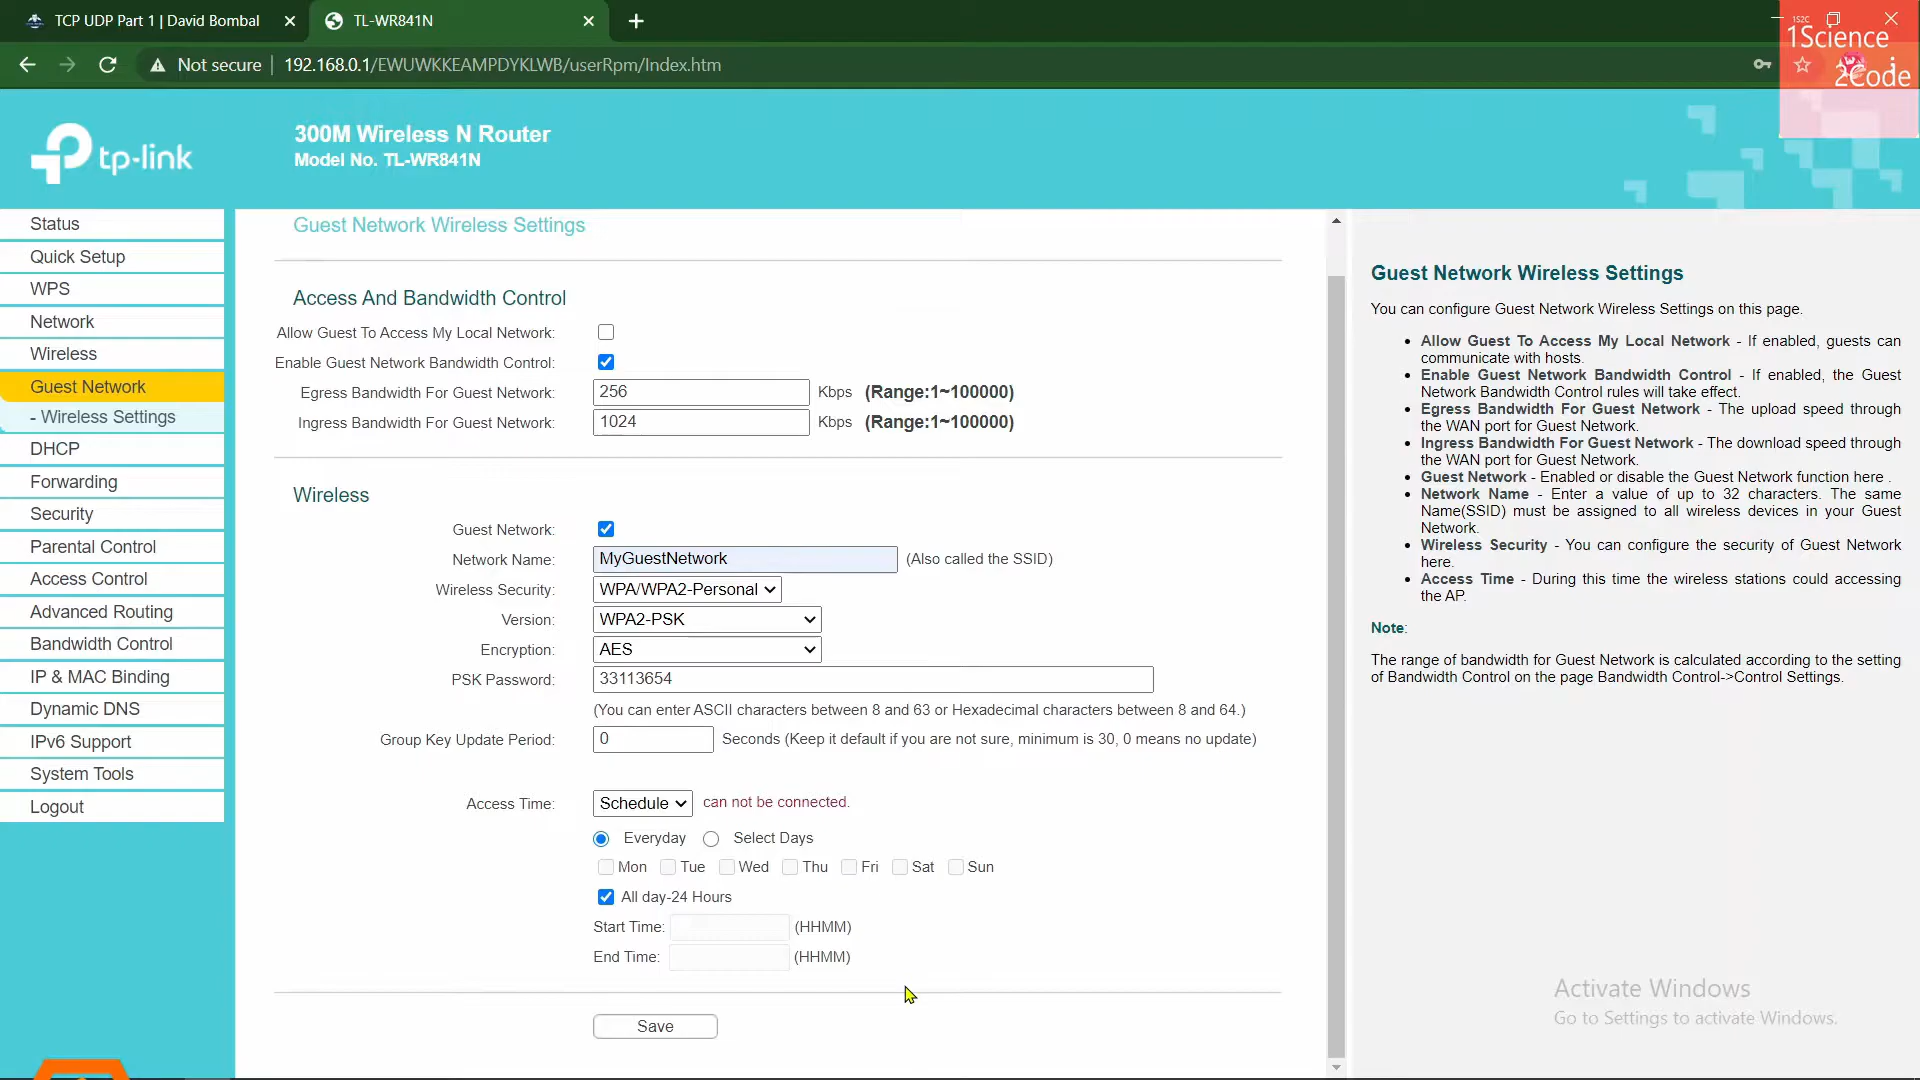 TCP UDP Part 1 | David Bombal
TL-WR841N
1S2C
1Science
2Code
Not secure
192.168.0.1/EWUWKKEAMPDYKLWB/userRpm/Index.htm
tp-link
300M Wireless N Router
Model No. TL-WR841N
Status
Quick Setup
WPS
Network
Wireless
Guest Network
- Wireless Settings
DHCP
Forwarding
Security
Parental Control
Access Control
Advanced Routing
Bandwidth Control
IP & MAC Binding
Dynamic DNS
IPv6 Support
System Tools
Logout
Guest Network Wireless Settings
Access And Bandwidth Control
Allow Guest To Access My Local Network:
Enable Guest Network Bandwidth Control:
Egress Bandwidth For Guest Network: 256 Kbps (Range:1~100000)
Ingress Bandwidth For Guest Network: 1024 Kbps (Range:1~100000)
Wireless
Guest Network:
Network Name: MyGuestNetwork (Also called the SSID)
Wireless Security: WPA/WPA2-Personal
Version: WPA2-PSK
Encryption: AES
PSK Password: 33113654
(You can enter ASCII characters between 8 and 63 or Hexadecimal characters between 8 and 64.)
Group Key Update Period: 0 Seconds (Keep it default if you are not sure, minimum is 30, 0 means no update)
Access Time: Schedule can not be connected.
Everyday Select Days
Mon Tue Wed Thu Fri Sat Sun
All day-24 Hours
Start Time: (HHMM)
End Time: (HHMM)
Save
Guest Network Wireless Settings
You can configure Guest Network Wireless Settings on this page.
Allow Guest To Access My Local Network - If enabled, guests can
communicate with hosts.
Enable Guest Network Bandwidth Control - If enabled, the Guest
Network Bandwidth Control rules will take effect.
Egress Bandwidth For Guest Network - The upload speed through
the WAN port for Guest Network.
Ingress Bandwidth For Guest Network - The download speed through
the WAN port for Guest Network.
Guest Network - Enabled or disable the Guest Network function here .
Network Name - Enter a value of up to 32 characters. The same
Name(SSID) must be assigned to all wireless devices in your Guest
Network.
Wireless Security - You can configure the security of Guest Network
here.
Access Time - During this time the wireless stations could accessing
the AP.
Note:
The range of bandwidth for Guest Network is calculated according to the setting
of Bandwidth Control on the page Bandwidth Control->Control Settings.
Activate Windows
Go to Settings to activate Windows.